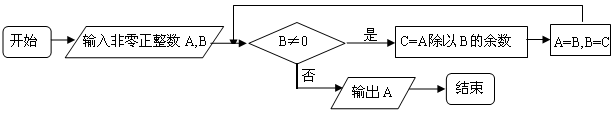 开始
输入非零正整数 A,B
B≠0
是
C=A除以B的余数
A=B,B=C
否
输出A
结束